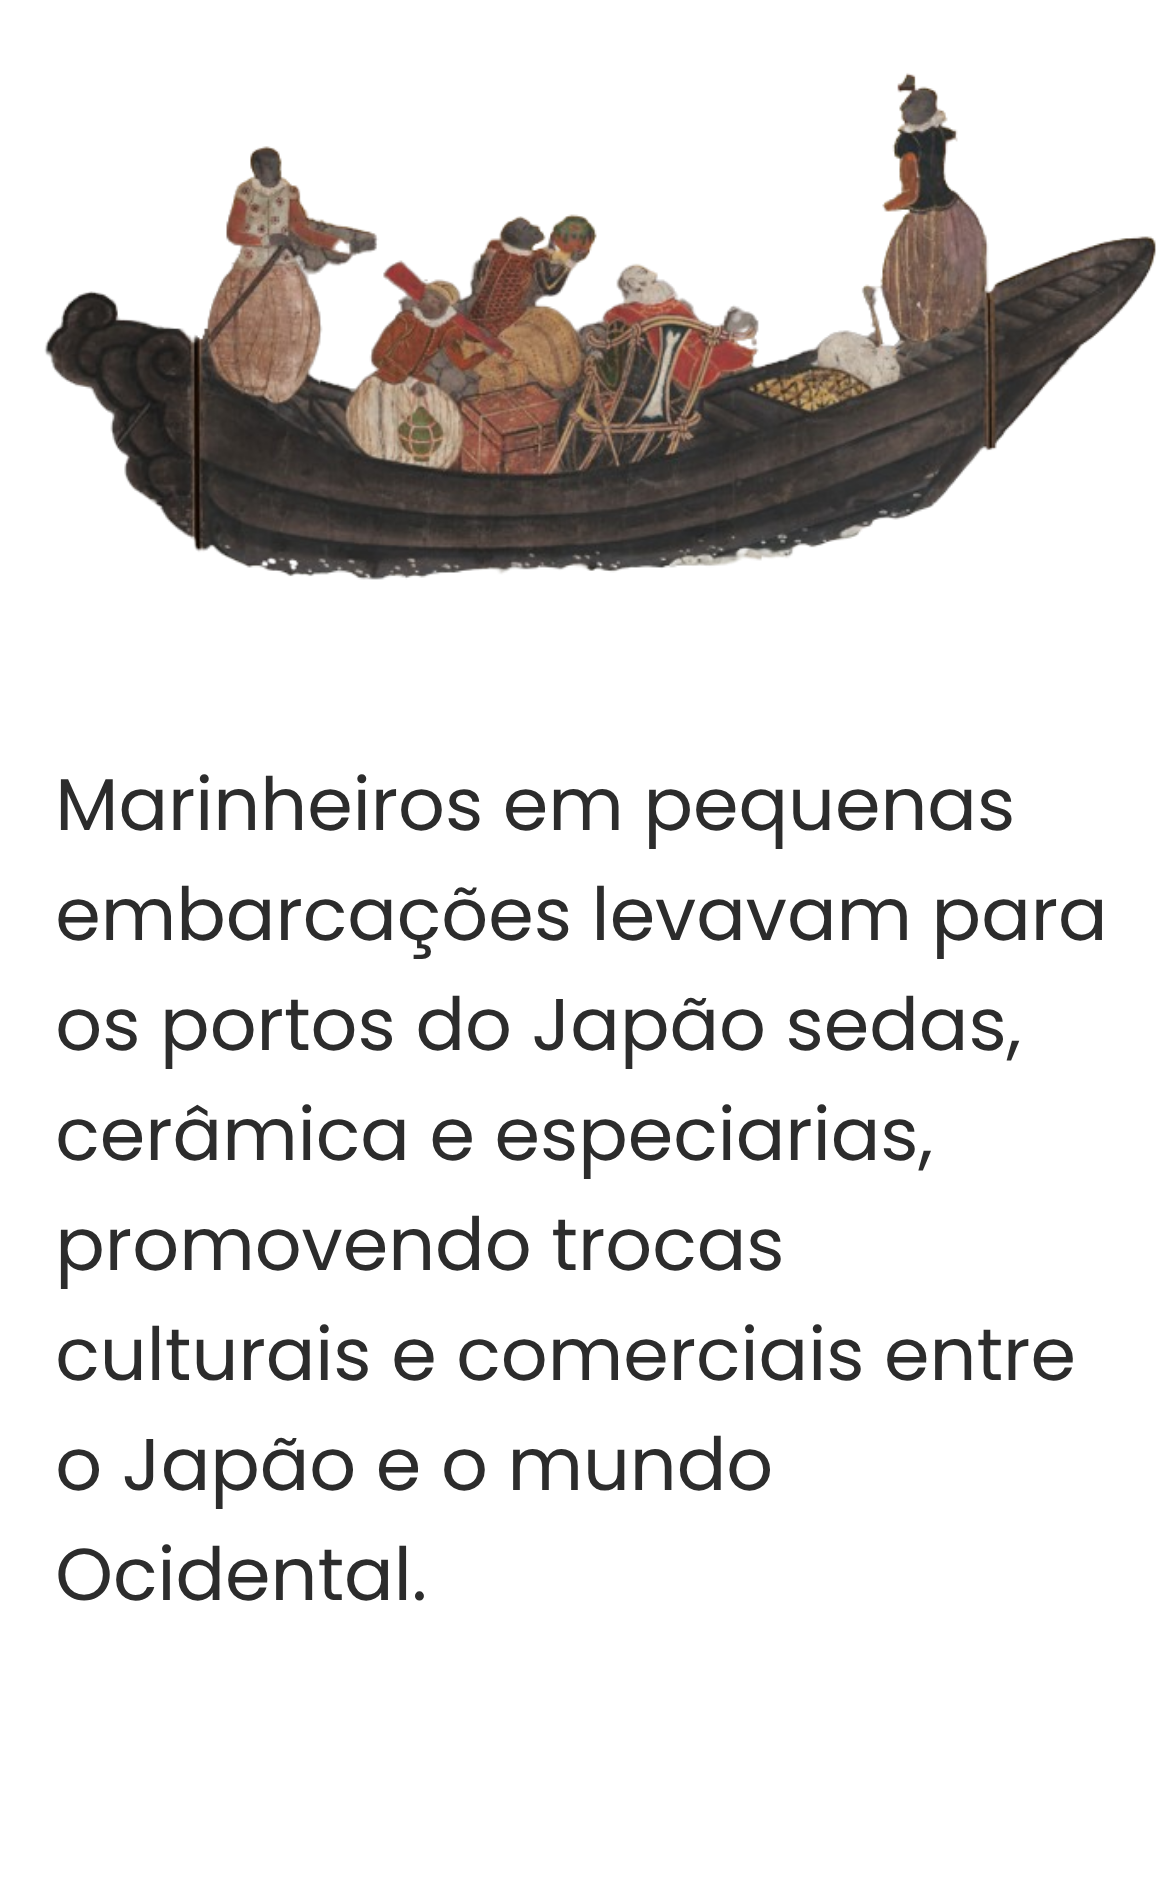 Marinheiros em pequenas
embarcações levavam para
os portos do Japão sedas,
cerâmica e especiarias,
promovendo trocas
culturais e comerciais entre
o Japão e o mundo
Ocidental.